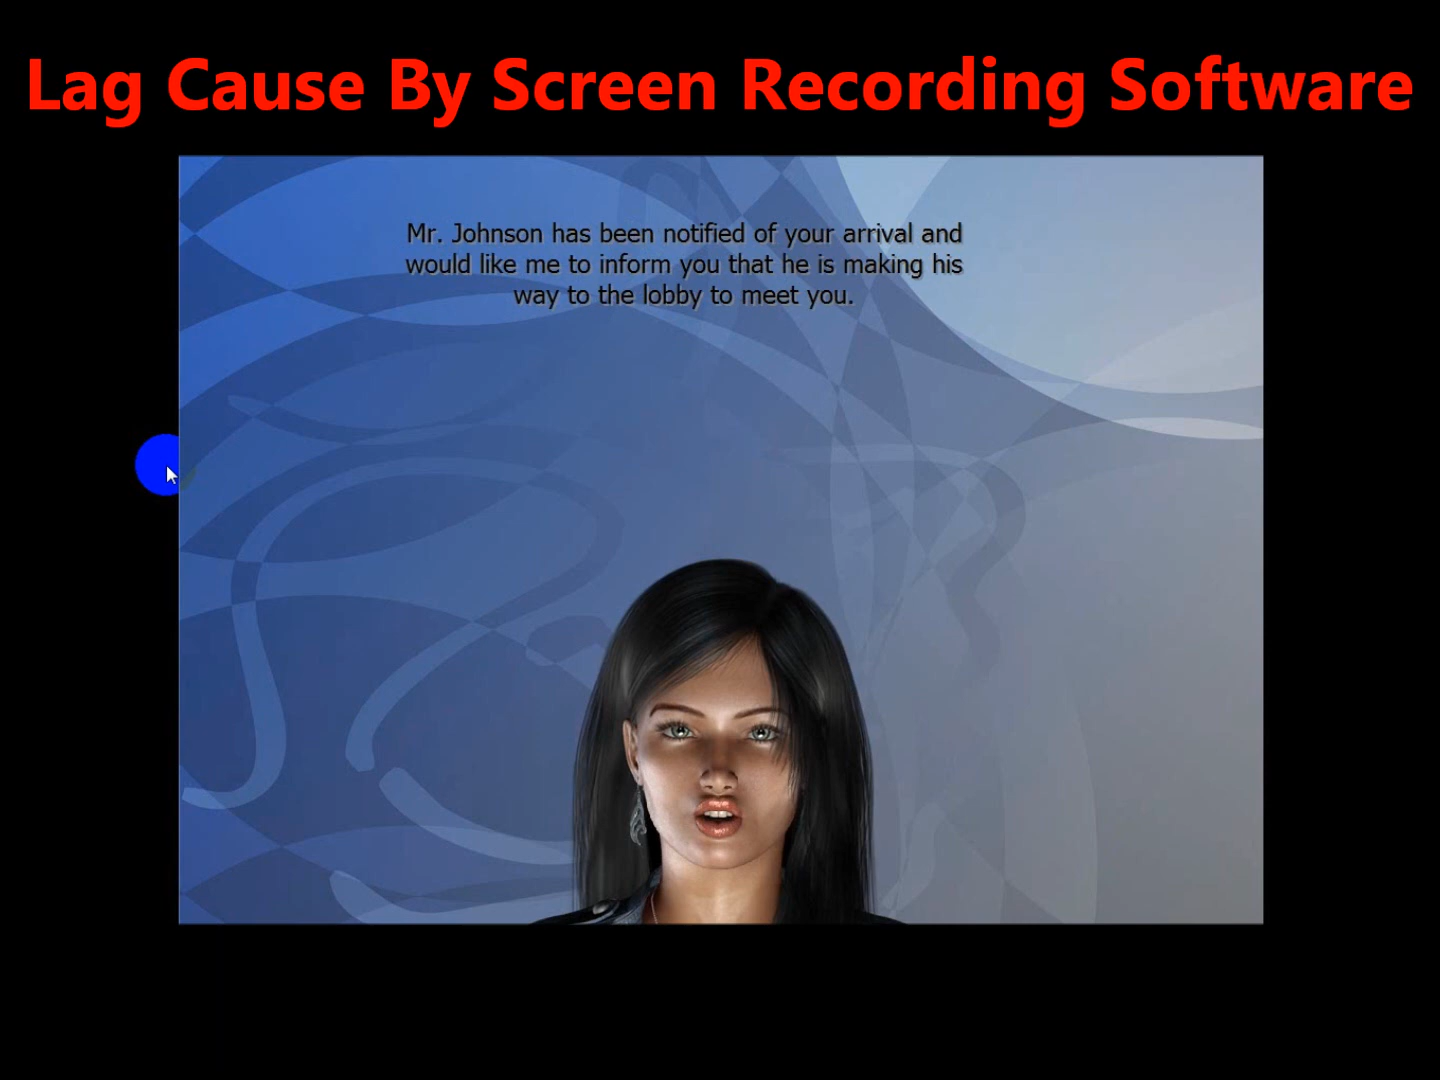 Lag Cause By Screen Recording Software
Mr. Johnson has been notified of your arrival and
would like me to inform you that he is making his
way to the lobby to meet you.